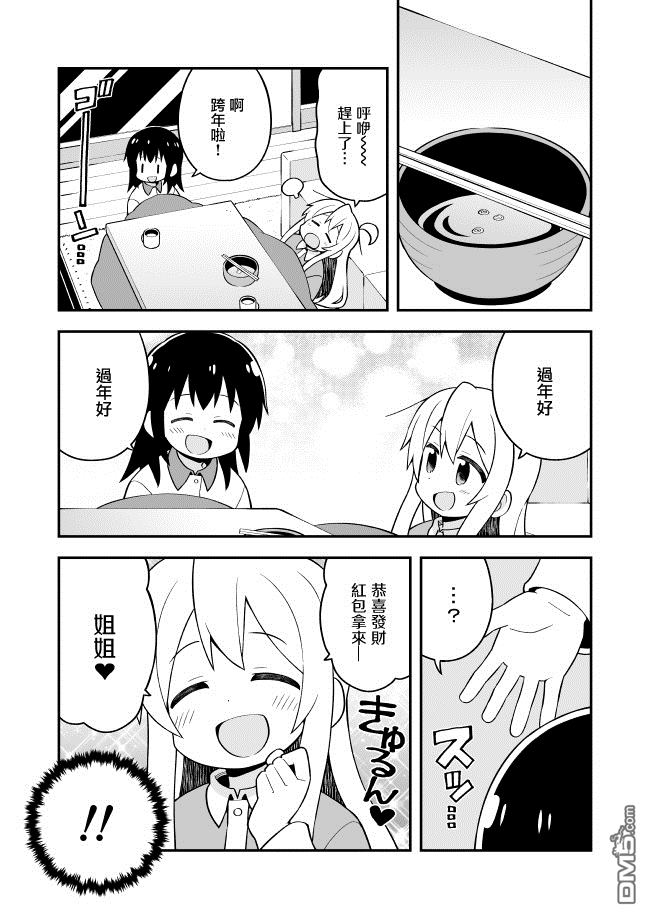 呼咿~~~
趕上了…
啊
跨年啦！
ゴーーン…
過年好
過年好
…？
スッ…
恭喜發財
紅包拿來—
きゅるん♥
姐姐♥
!!
DM5.com